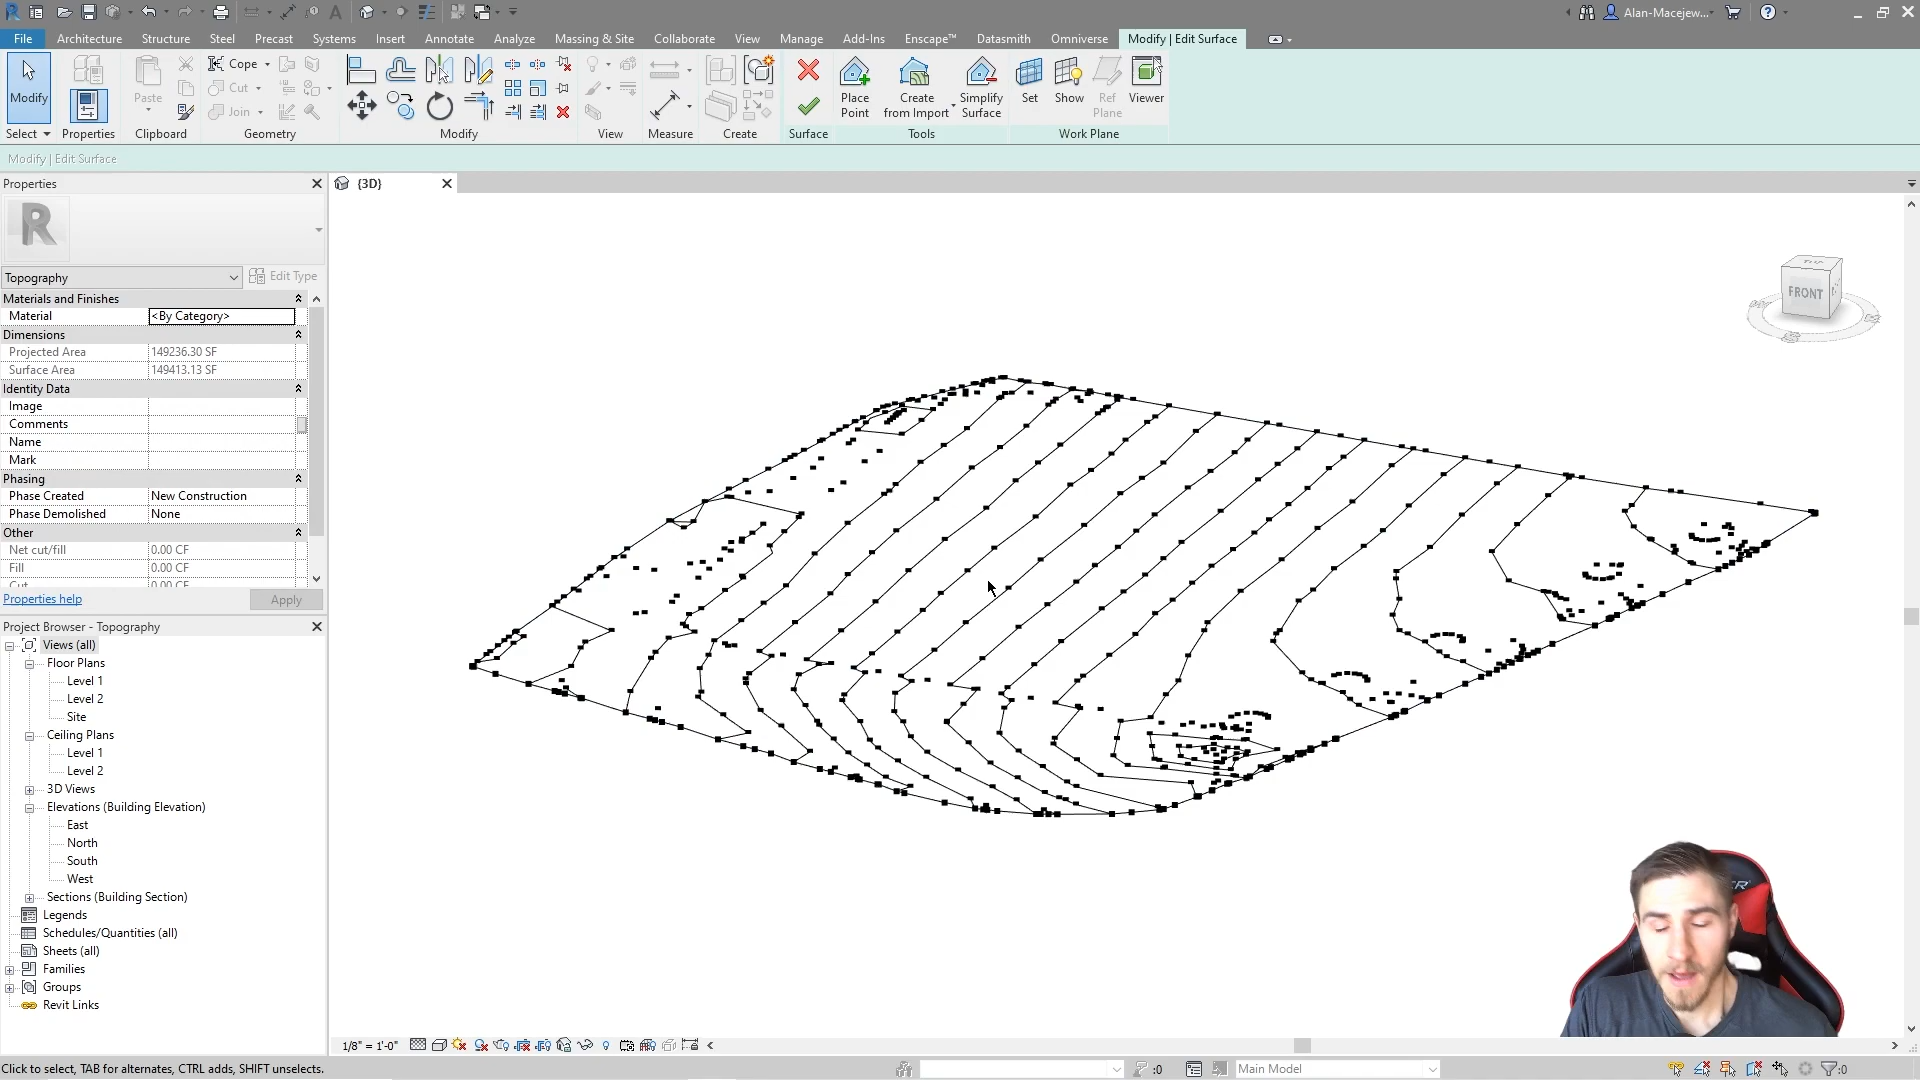 Alan-Macejew...
File Architecture Structure Steel Precast Systems Insert Annotate Analyze Massing & Site Collaborate View Manage Add-Ins Enscape™ Datasmith Omniverse Modify | Edit Surface
Modify
Paste
Cope
Cut
Join
Place Point
Create from Import
Simplify Surface
Set
Show
Ref Plane
Viewer
Select Properties Clipboard Geometry Modify View Measure Create Surface Tools Work Plane
Modify | Edit Surface
Properties
{3D}
R
Topography
Edit Type
Materials and Finishes
Material <By Category>
Dimensions
Projected Area 149236.30 SF
Surface Area 149413.13 SF
Identity Data
Image
Comments
Name
Mark
Phasing
Phase Created New Construction
Phase Demolished None
Other
Net cut/fill 0.00 CF
Fill 0.00 CF
Cut 0.00 CF
Properties help
Apply
FRONT
Project Browser - Topography
Views (all)
Floor Plans
Level 1
Level 2
Site
Ceiling Plans
Level 1
Level 2
3D Views
Elevations (Building Elevation)
East
North
South
West
Sections (Building Section)
Legends
Schedules/Quantities (all)
Sheets (all)
Families
Groups
Revit Links
1/8" = 1'-0"
Click to select, TAB for alternates, CTRL adds, SHIFT unselects.
:0
Main Model
:0